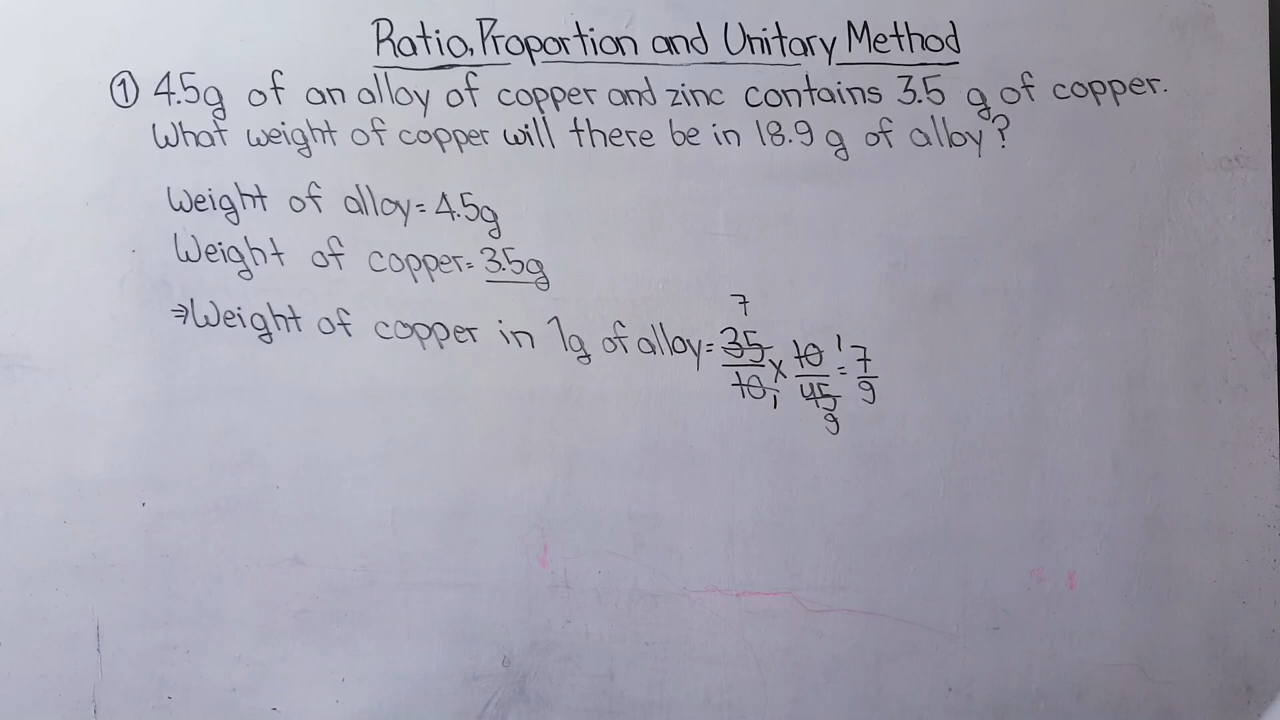 Ratio, Proportion and Unitary Method
① 4.5g of an alloy of copper and zinc contains 3.5 g of copper.
What weight of copper will there be in 18.9 g of alloy?
Weight of alloy = 4.5g
Weight of copper = 3.5g
⇒ Weight of copper in 1g of alloy = 35/10 × 10/45 = 7/9
7 1
1 9